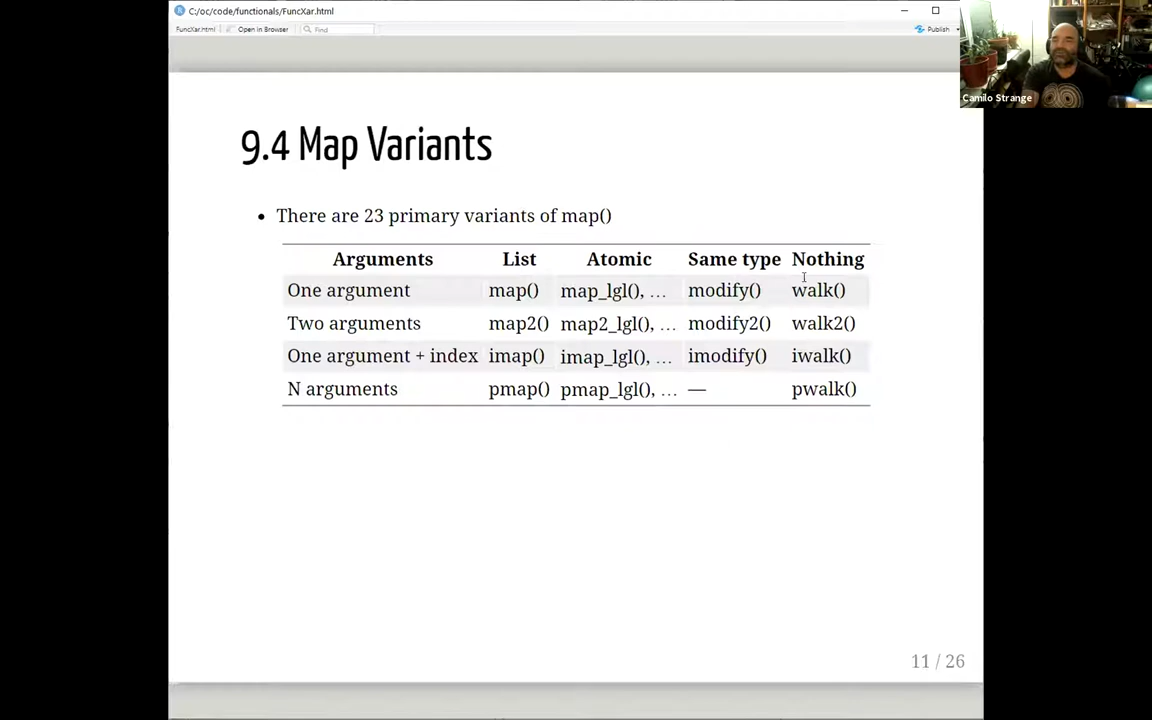 C:/oc/code/functionals/FuncXar.html
FuncXar.html Open in Browser Find Publish
Camilo Strange
9.4 Map Variants
• There are 23 primary variants of map()
Arguments List Atomic Same type Nothing
One argument map() map_lgl(), … modify() walk()
Two arguments map2() map2_lgl(), … modify2() walk2()
One argument + index imap() imap_lgl(), … imodify() iwalk()
N arguments pmap() pmap_lgl(), … — pwalk()
11 / 26